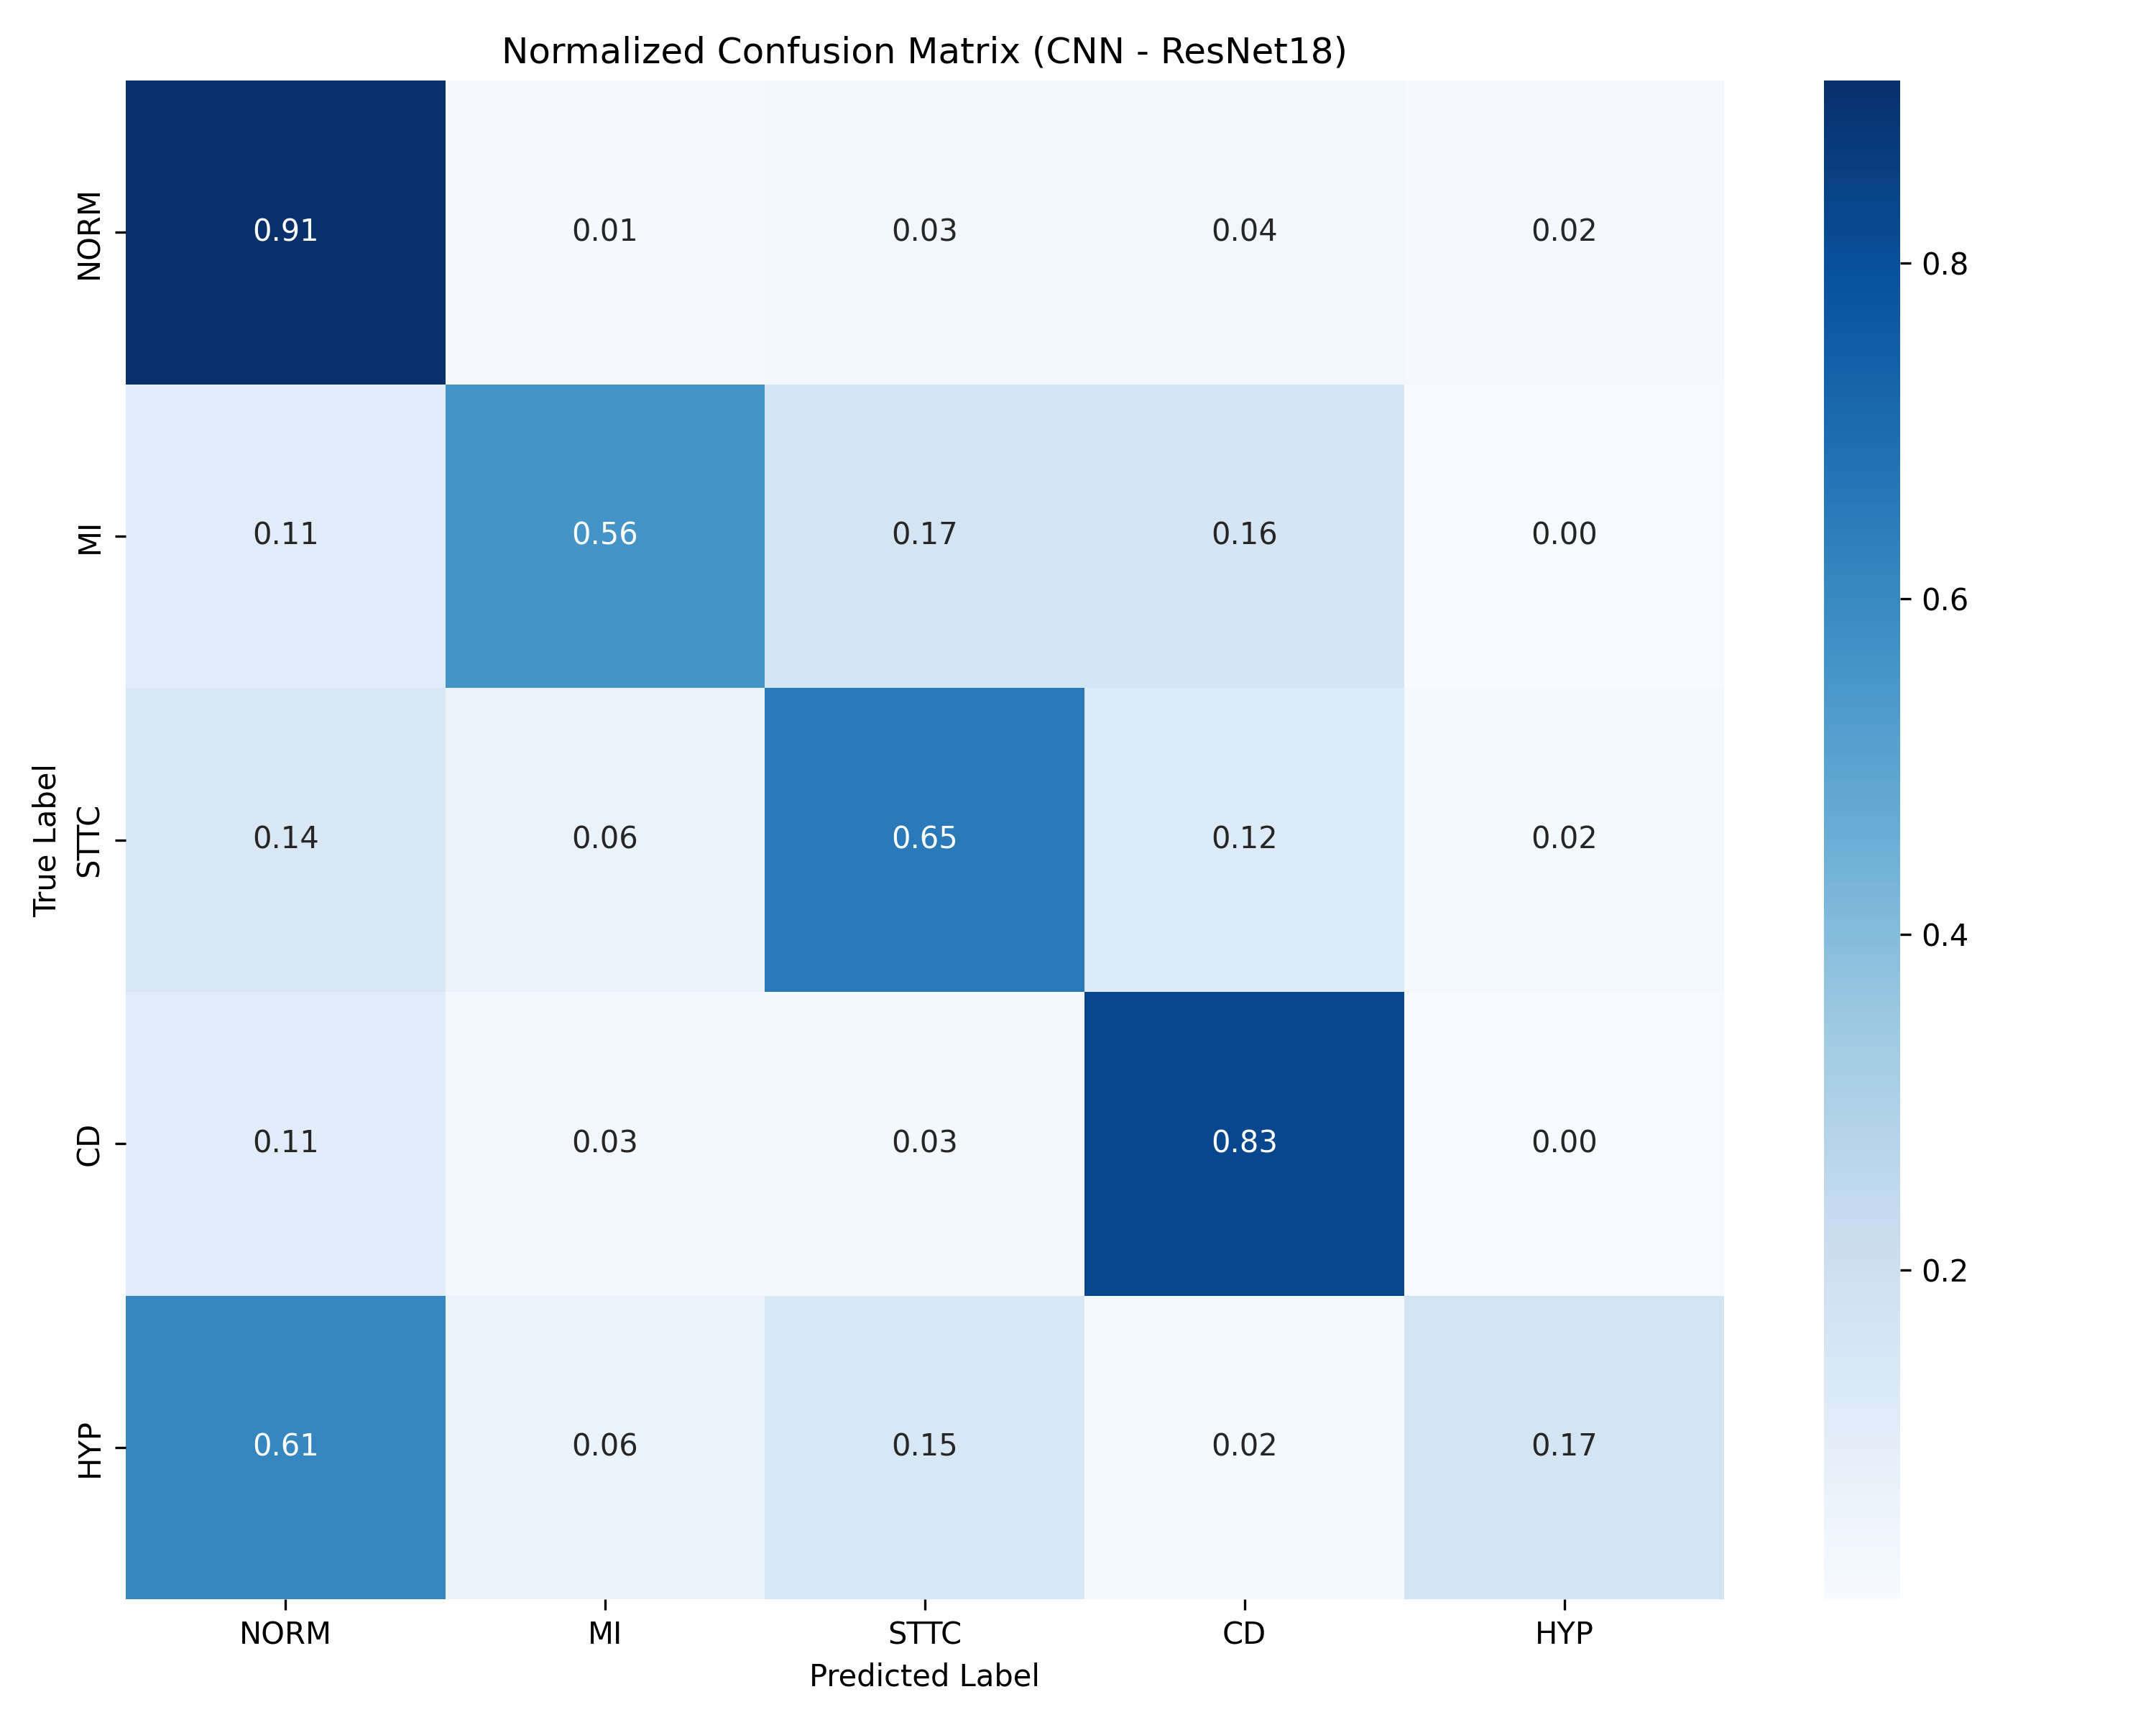 Normalized Confusion Matrix (CNN - ResNet18)
True Label
NORM 0.91 0.01 0.03 0.04 0.02
MI 0.11 0.56 0.17 0.16 0.00
STTC 0.14 0.06 0.65 0.12 0.02
CD 0.11 0.03 0.03 0.83 0.00
HYP 0.61 0.06 0.15 0.02 0.17
NORM MI STTC CD HYP
Predicted Label
0.8
0.6
0.4
0.2